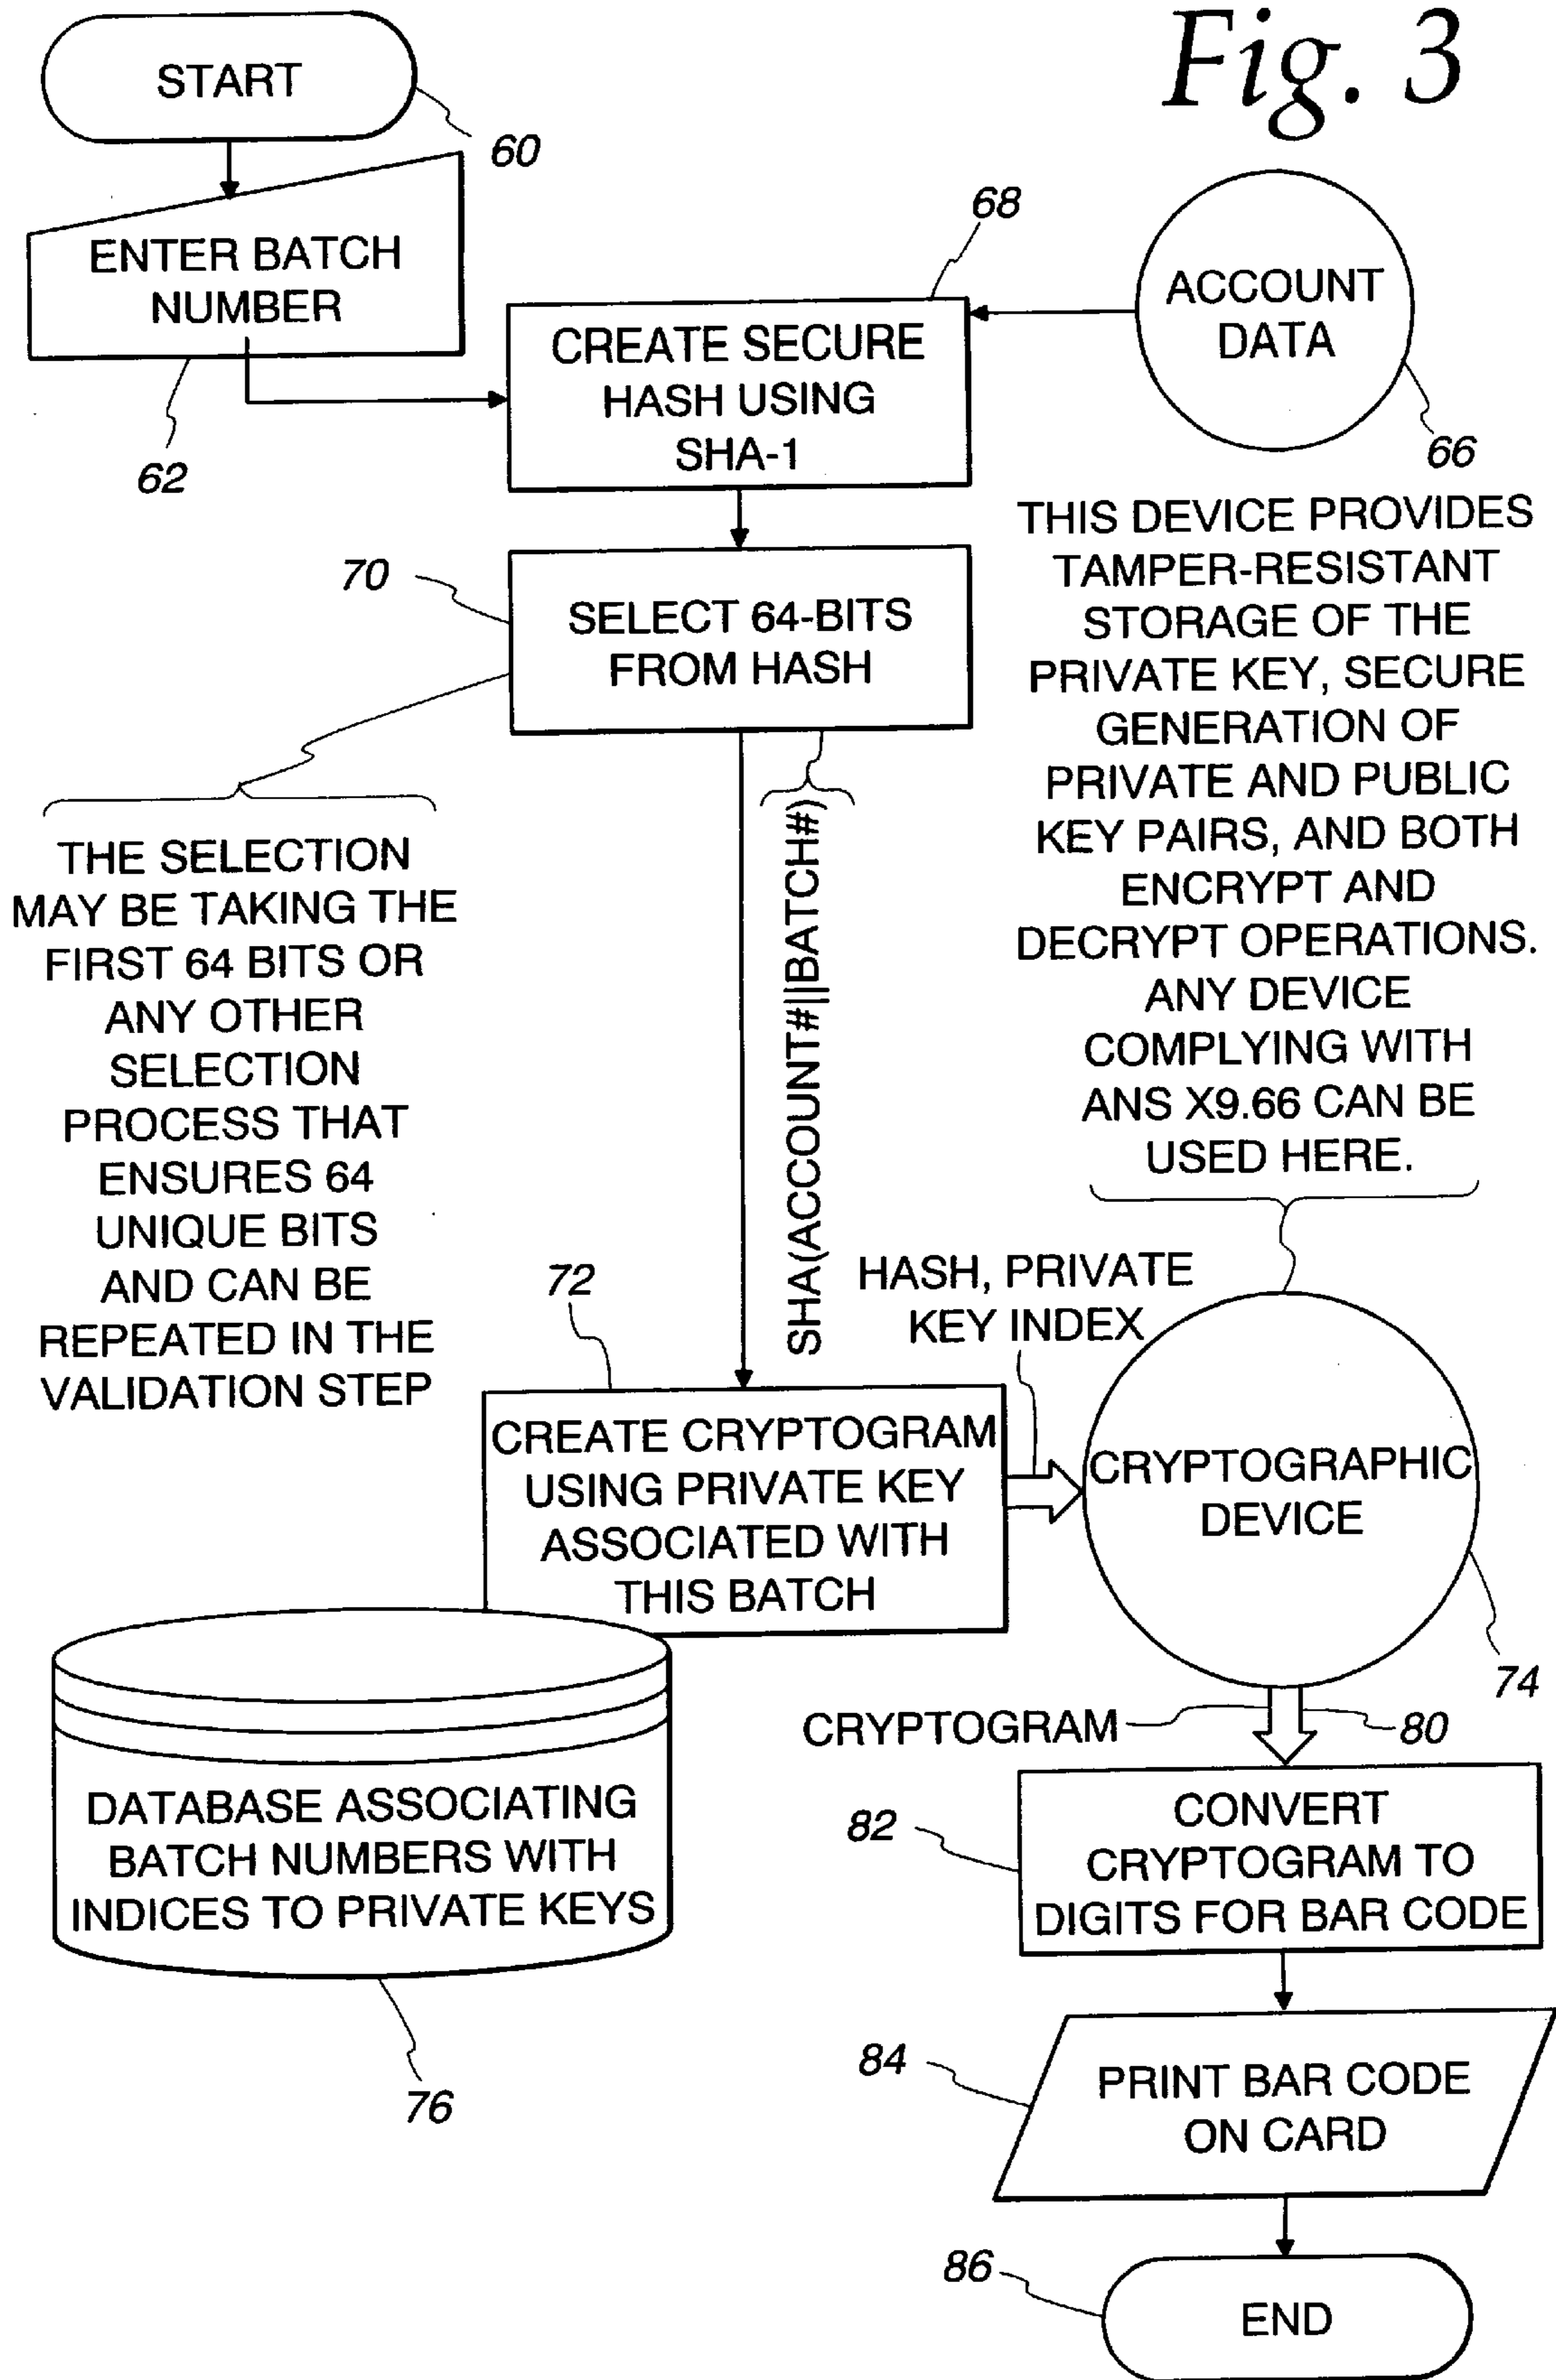 Fig. 3
START
60
ENTER BATCH
NUMBER
62
68
CREATE SECURE
HASH USING
SHA-1
ACCOUNT
DATA
66
70
SELECT 64-BITS
FROM HASH
THIS DEVICE PROVIDES
TAMPER-RESISTANT
STORAGE OF THE
PRIVATE KEY, SECURE
GENERATION OF
PRIVATE AND PUBLIC
KEY PAIRS, AND BOTH
ENCRYPT AND
DECRYPT OPERATIONS.
ANY DEVICE
COMPLYING WITH
ANS X9.66 CAN BE
USED HERE.
THE SELECTION
MAY BE TAKING THE
FIRST 64 BITS OR
ANY OTHER
SELECTION
PROCESS THAT
ENSURES 64
UNIQUE BITS
AND CAN BE
REPEATED IN THE
VALIDATION STEP
SHA(ACCOUNT#||BATCH#)
72
HASH, PRIVATE
KEY INDEX
CREATE CRYPTOGRAM
USING PRIVATE KEY
ASSOCIATED WITH
THIS BATCH
CRYPTOGRAPHIC
DEVICE
74
CRYPTOGRAM
80
DATABASE ASSOCIATING
BATCH NUMBERS WITH
INDICES TO PRIVATE KEYS
76
82
CONVERT
CRYPTOGRAM TO
DIGITS FOR BAR CODE
84
PRINT BAR CODE
ON CARD
86
END